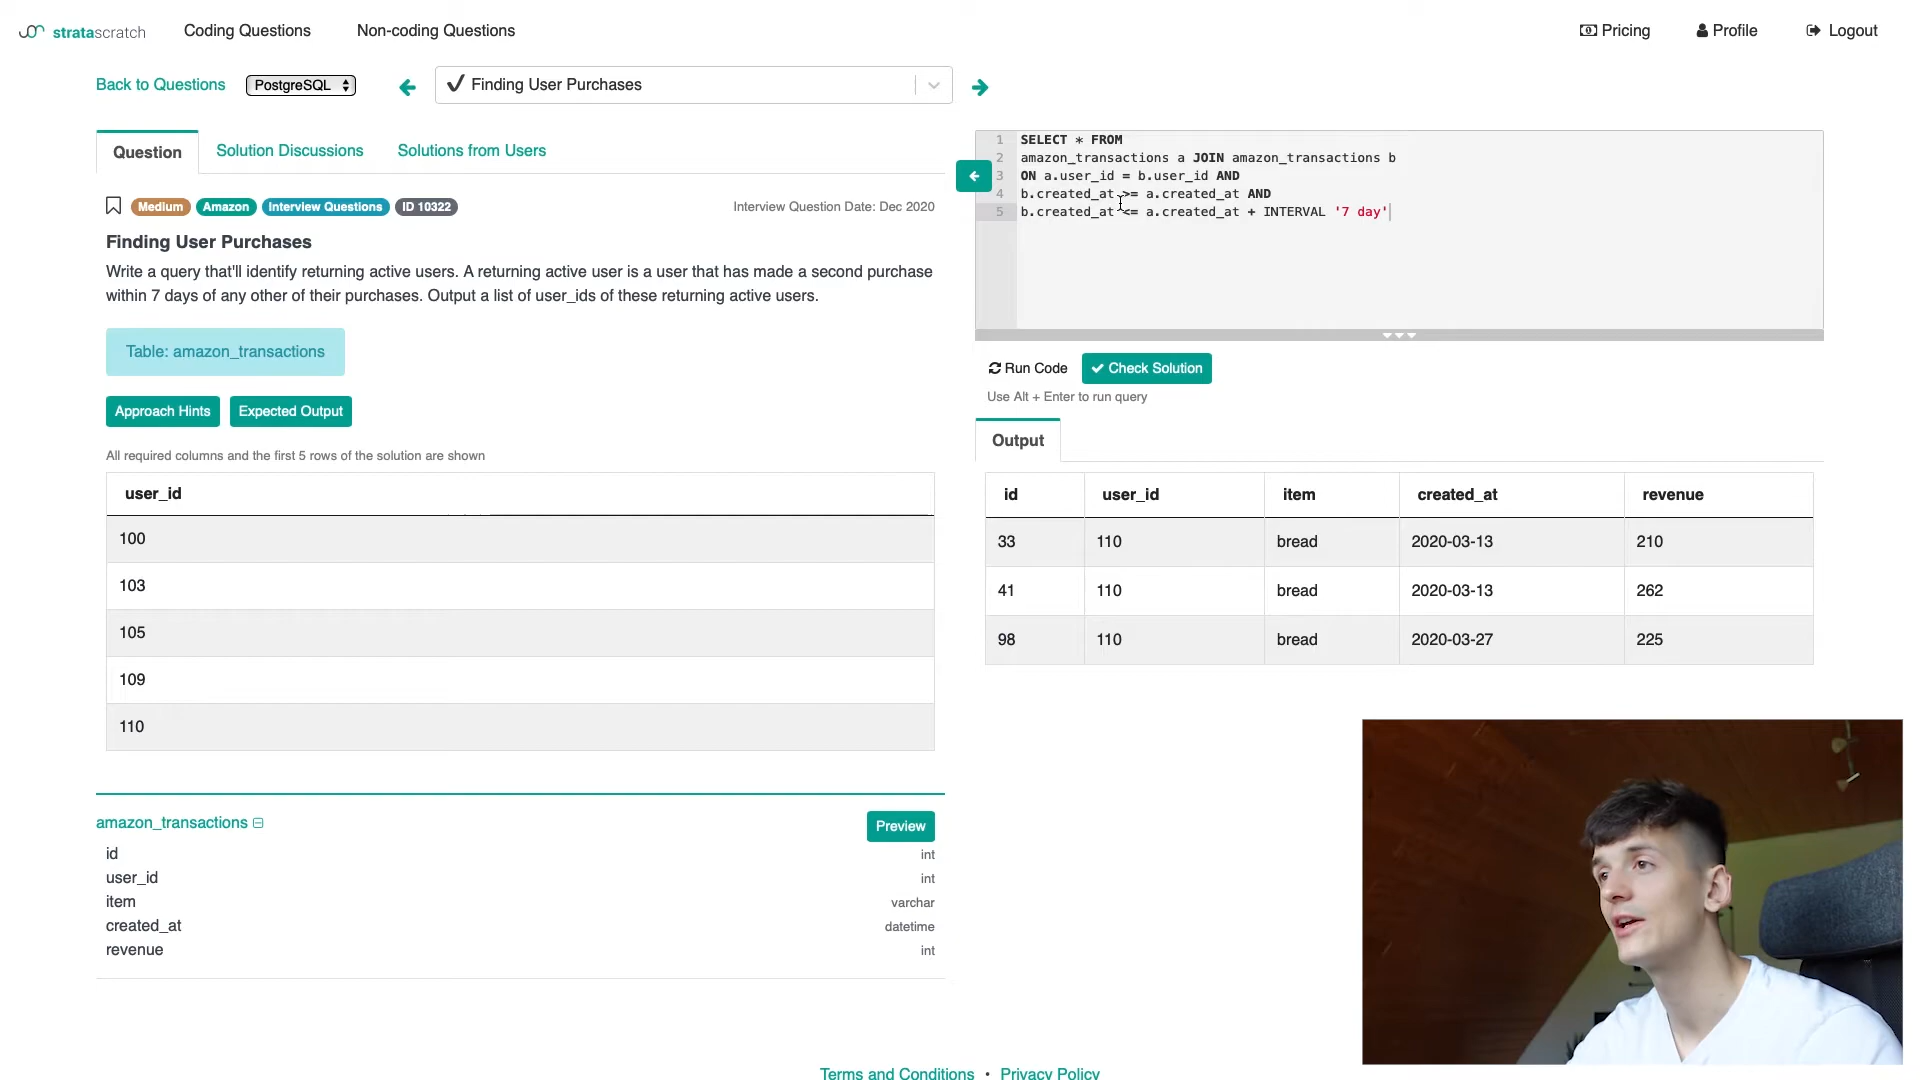 stratascratch
Coding Questions
Non-coding Questions
Pricing
Profile
Logout
Back to Questions
PostgreSQL
Finding User Purchases
Question
Solution Discussions
Solutions from Users
Medium
Amazon
Interview Questions
ID 10322
Interview Question Date: Dec 2020
Finding User Purchases
Write a query that'll identify returning active users. A returning active user is a user that has made a second purchase
within 7 days of any other of their purchases. Output a list of user_ids of these returning active users.
Table: amazon_transactions
Approach Hints
Expected Output
All required columns and the first 5 rows of the solution are shown
user_id
100
103
105
109
110
amazon_transactions
Preview
id int
user_id int
item varchar
created_at datetime
revenue int
1 SELECT * FROM
2 amazon_transactions a JOIN amazon_transactions b
3 ON a.user_id = b.user_id AND
4 b.created_at >= a.created_at AND
5 b.created_at <= a.created_at + INTERVAL '7 day'
Run Code
Check Solution
Use Alt + Enter to run query
Output
id user_id item created_at revenue
33 110 bread 2020-03-13 210
41 110 bread 2020-03-13 262
98 110 bread 2020-03-27 225
Terms and Conditions • Privacy Policy